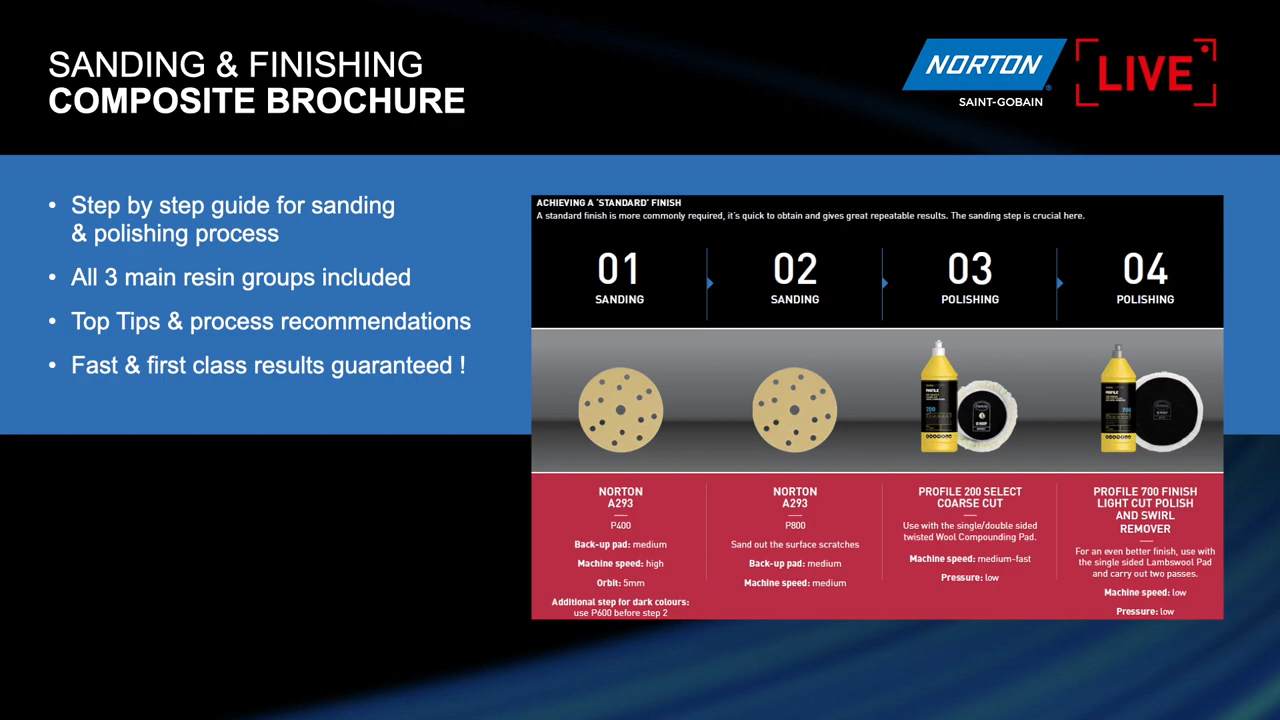 SANDING & FINISHING
COMPOSITE BROCHURE
NORTON
SAINT-GOBAIN
LIVE
• Step by step guide for sanding
& polishing process
• All 3 main resin groups included
• Top Tips & process recommendations
• Fast & first class results guaranteed !
ACHIEVING A ‘STANDARD’ FINISH
A standard finish is more commonly required, it’s quick to obtain and gives great repeatable results. The sanding step is crucial here.
01
SANDING
02
SANDING
03
POLISHING
04
POLISHING
PROFILE
200
PROFILE
700
NORTON
A293
P400
Back-up pad: medium
Machine speed: high
Orbit: 5mm
Additional step for dark colours:
use P600 before step 2
NORTON
A293
P800
Sand out the surface scratches
Back-up pad: medium
Machine speed: medium
PROFILE 200 SELECT
COARSE CUT
Use with the single/double sided
twisted Wool Compounding Pad.
Machine speed: medium-fast
Pressure: low
PROFILE 700 FINISH
LIGHT CUT POLISH
AND SWIRL
REMOVER
For an even better finish, use with
the single sided Lambswool Pad
and carry out two passes.
Machine speed: low
Pressure: low